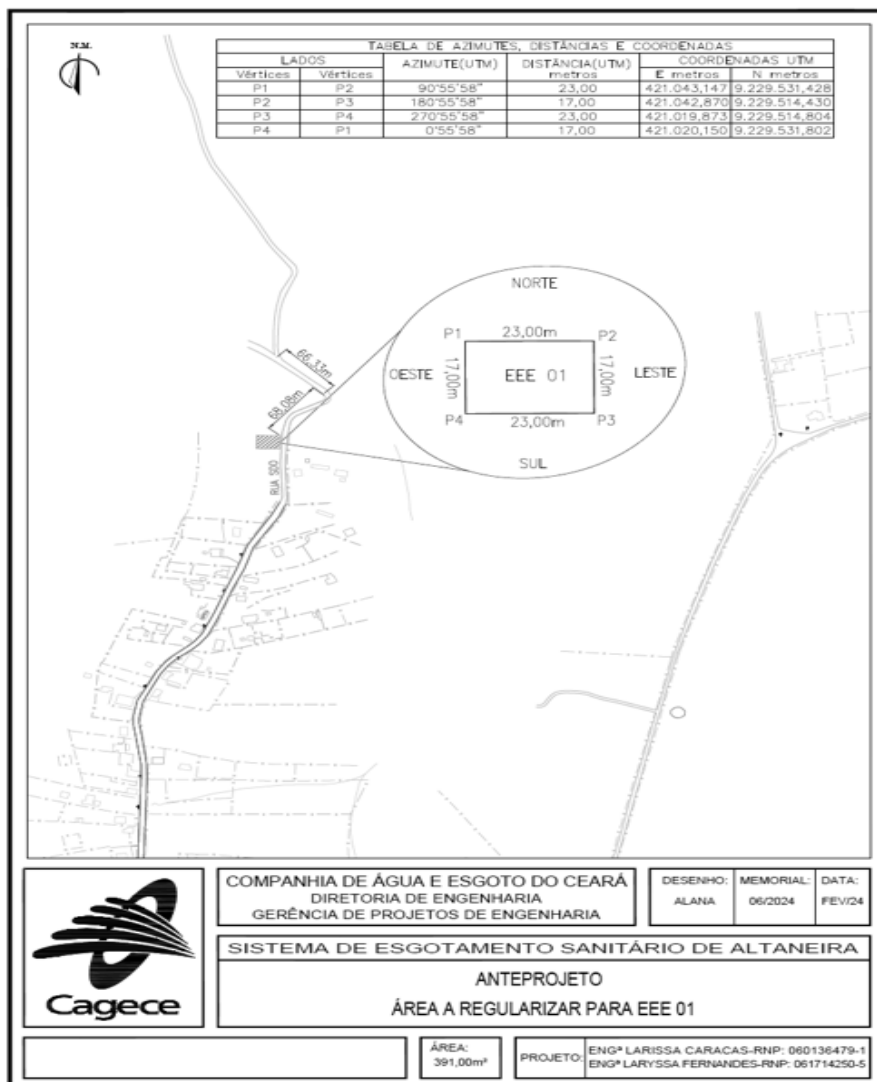 N.M.
TABELA DE AZIMUTES, DISTÂNCIAS E COORDENADAS
LADOS AZIMUTE(UTM) DISTÂNCIA(UTM) metros COORDENADAS UTM
Vértices Vértices E metros N metros
P1 P2 90°55'58" 23,00 421.043,147 9.229.531,428
P2 P3 180°55'58" 17,00 421.042,870 9.229.514,430
P3 P4 270°55'58" 23,00 421.019,873 9.229.514,804
P4 P1 0°55'58" 17,00 421.020,150 9.229.531,802
NORTE
P1 23,00m P2
OESTE 17,00m EEE 01 17,00m LESTE
P4 23,00m P3
SUL
66,33m
68,08m
RUA SDO
Cagece
COMPANHIA DE ÁGUA E ESGOTO DO CEARÁ
DIRETORIA DE ENGENHARIA
GERÊNCIA DE PROJETOS DE ENGENHARIA
DESENHO: MEMORIAL: DATA:
ALANA 06/2024 FEV/24
SISTEMA DE ESGOTAMENTO SANITÁRIO DE ALTANEIRA
ANTEPROJETO
ÁREA A REGULARIZAR PARA EEE 01
ÁREA:
391,00m²
PROJETO: ENGª LARISSA CARACAS-RNP: 060136479-1
ENGª LARYSSA FERNANDES-RNP: 061714250-5